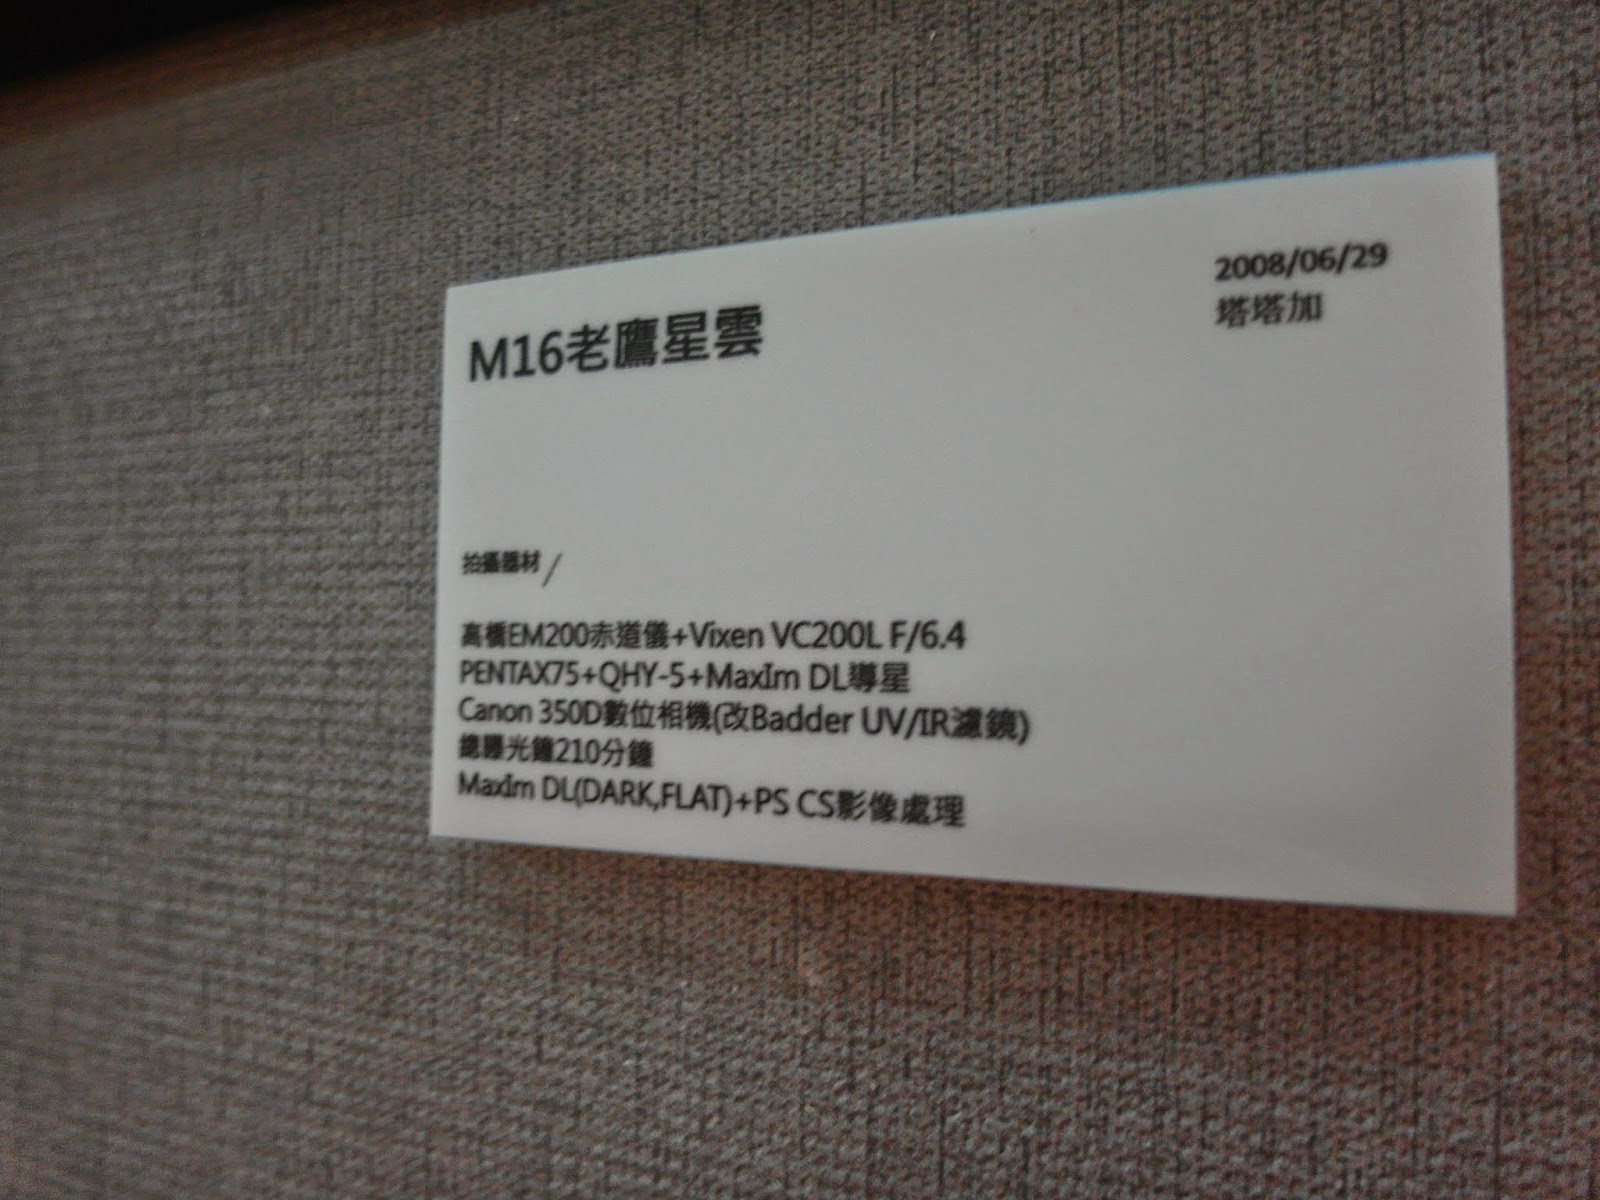 M16老鷹星雲
2008/06/29
塔塔加
拍攝器材/
高橋EM200赤道儀+Vixen VC200L F/6.4
PENTAX75+QHY-5+MaxIm DL導星
Canon 350D數位相機(改Badder UV/IR濾鏡)
總曝光鐘210分鐘
MaxIm DL(DARK,FLAT)+PS CS影像處理